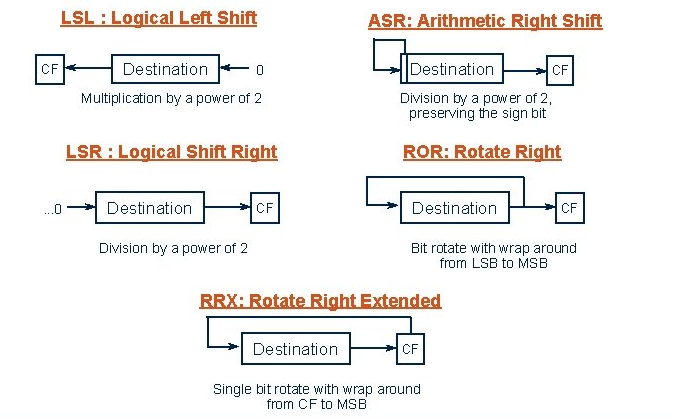 LSL : Logical Left Shift
CF
Destination
0
Multiplication by a power of 2
ASR: Arithmetic Right Shift
Destination
CF
Division by a power of 2,
preserving the sign bit
LSR : Logical Shift Right
...0
Destination
CF
Division by a power of 2
ROR: Rotate Right
Destination
CF
Bit rotate with wrap around
from LSB to MSB
RRX: Rotate Right Extended
Destination
CF
Single bit rotate with wrap around
from CF to MSB